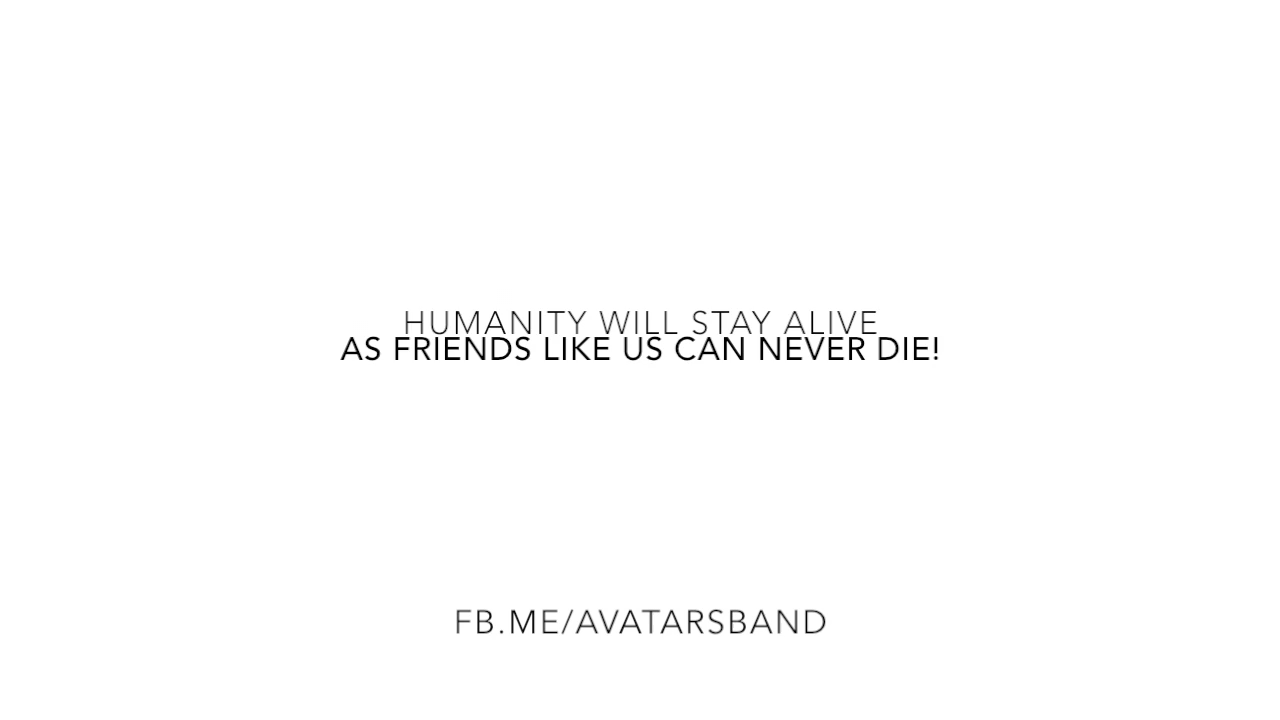 HUMANITY WILL STAY ALIVE
AS FRIENDS LIKE US CAN NEVER DIE!
FB.ME/AVATARSBAND